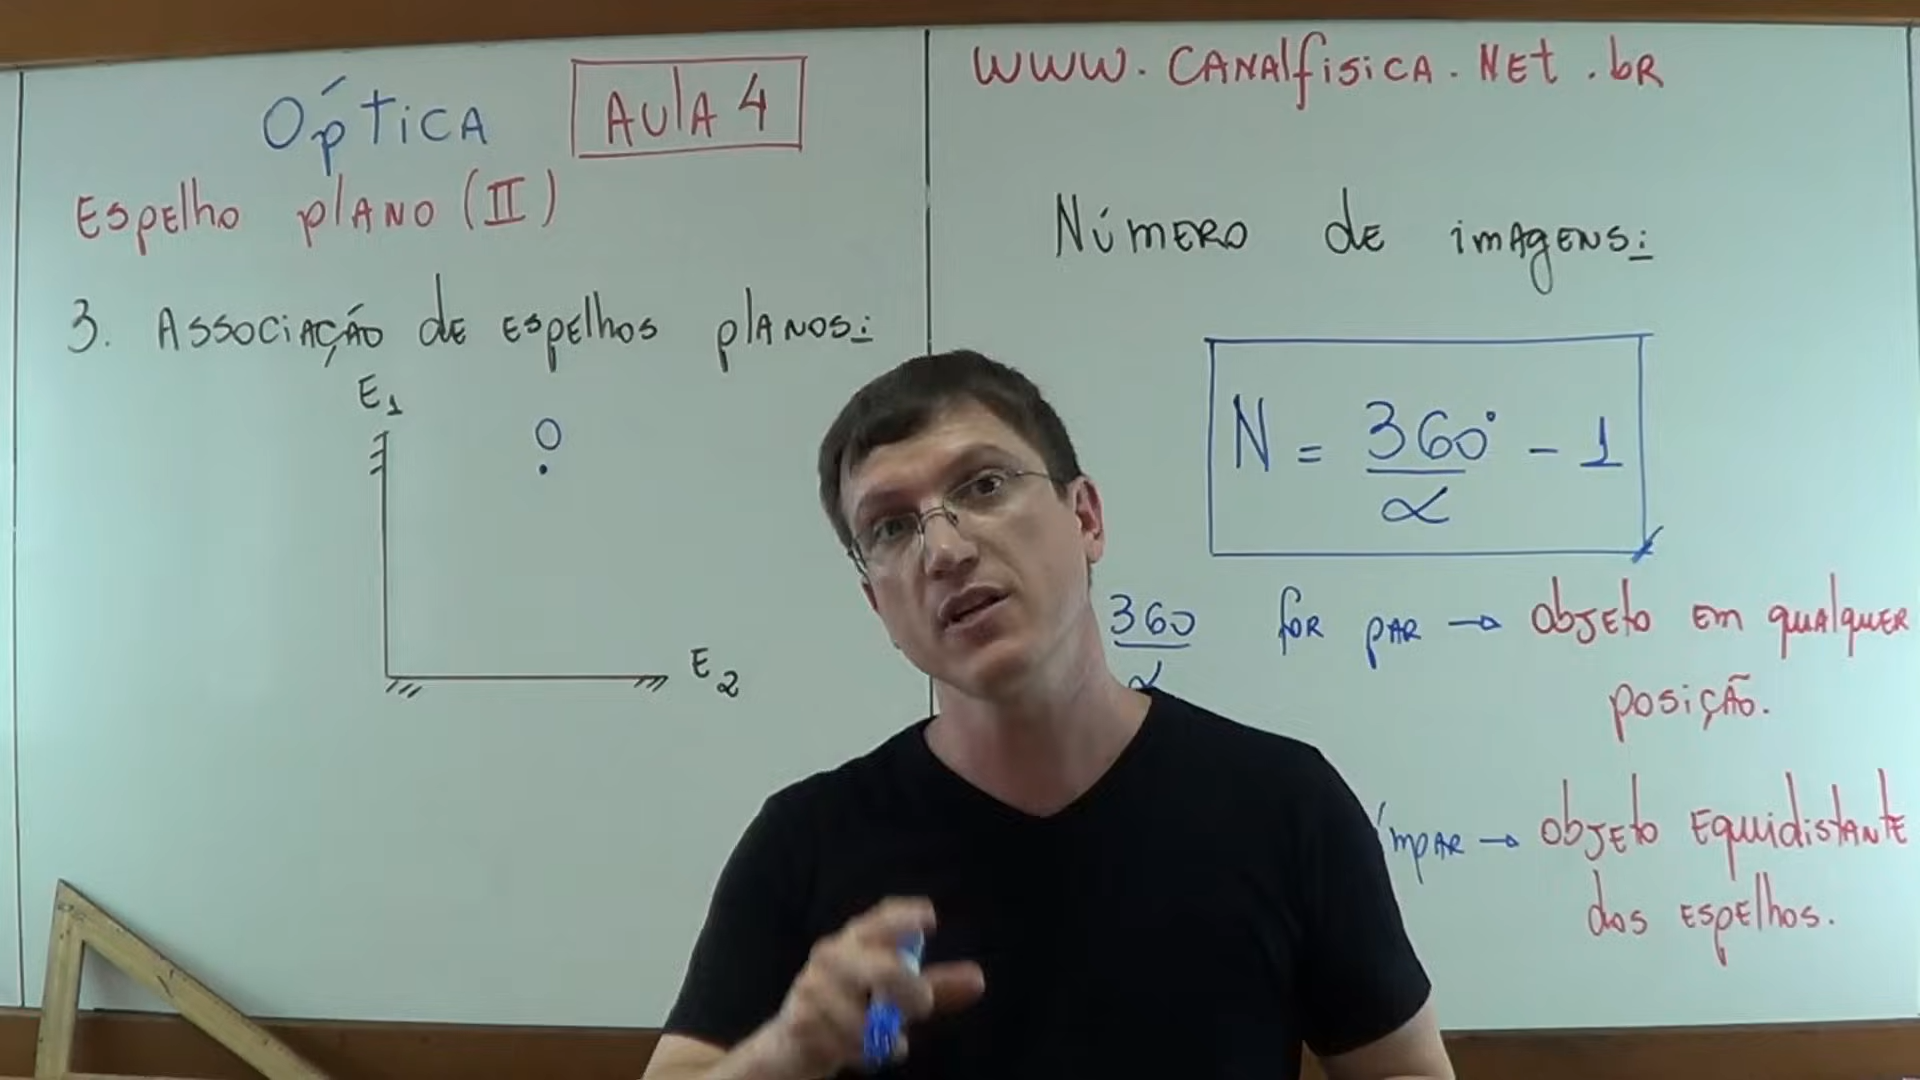 Óptica Aula 4
Espelho plano (II)
3. Associação de espelhos planos:
E1
O
E2
www.canalfisica.net.br
Número de imagens:
N = 360° - 1
α
360 for par → objeto em qualquer
α
posição.
ímpar → objeto equidistante
dos espelhos.